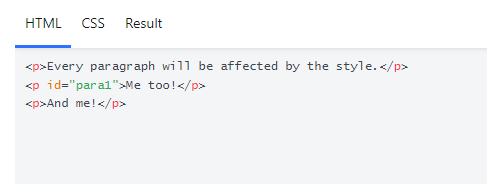 HTML CSS Result
<p>Every paragraph will be affected by the style.</p>
<p id="para1">Me too!</p>
<p>And me!</p>